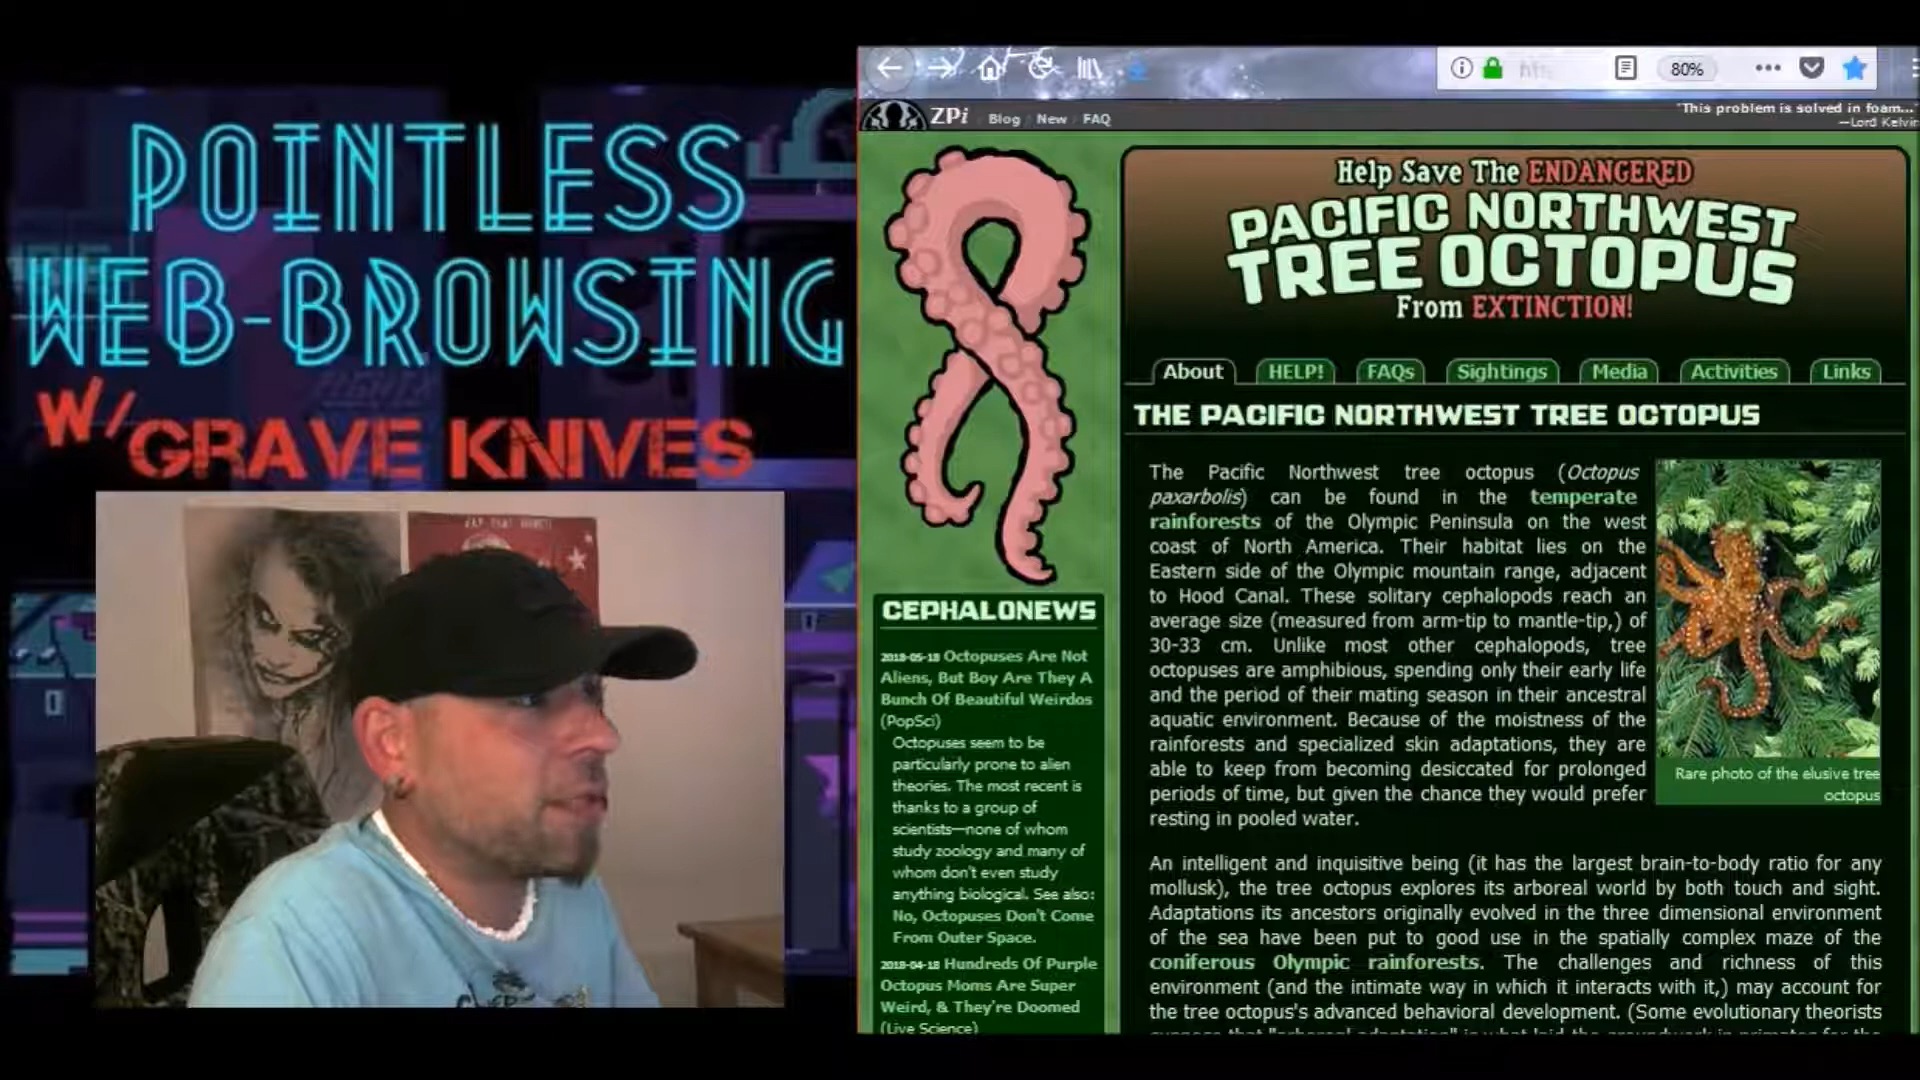 POINTLESS
WEB-BROWSING
W/ GRAVE KNIVES
80%
ZPi Blog New FAQ
"This problem is solved in foam..."
—Lord Kelvin
Help Save The ENDANGERED
PACIFIC NORTHWEST
TREE OCTOPUS
From EXTINCTION!
About HELP! FAQs Sightings Media Activities Links
THE PACIFIC NORTHWEST TREE OCTOPUS
The Pacific Northwest tree octopus (Octopus
paxarbolis) can be found in the temperate
rainforests of the Olympic Peninsula on the west
coast of North America. Their habitat lies on the
Eastern side of the Olympic mountain range, adjacent
to Hood Canal. These solitary cephalopods reach an
average size (measured from arm-tip to mantle-tip,) of
30-33 cm. Unlike most other cephalopods, tree
octopuses are amphibious, spending only their early life
and the period of their mating season in their ancestral
aquatic environment. Because of the moistness of the
rainforests and specialized skin adaptations, they are
able to keep from becoming desiccated for prolonged
periods of time, but given the chance they would prefer
resting in pooled water.
Rare photo of the elusive tree
octopus
An intelligent and inquisitive being (it has the largest brain-to-body ratio for any
mollusk), the tree octopus explores its arboreal world by both touch and sight.
Adaptations its ancestors originally evolved in the three dimensional environment
of the sea have been put to good use in the spatially complex maze of the
coniferous Olympic rainforests. The challenges and richness of this
environment (and the intimate way in which it interacts with it,) may account for
the tree octopus's advanced behavioral development. (Some evolutionary theorists
CEPHALONEWS
2018-05-18 Octopuses Are Not
Aliens, But Boy Are They A
Bunch Of Beautiful Weirdos
(PopSci)
Octopuses seem to be
particularly prone to alien
theories. The most recent is
thanks to a group of
scientists—none of whom
study zoology and many of
whom don't even study
anything biological. See also:
No, Octopuses Don't Come
From Outer Space.
2018-04-18 Hundreds Of Purple
Octopus Moms Are Super
Weird, & They're Doomed
(Live Science)